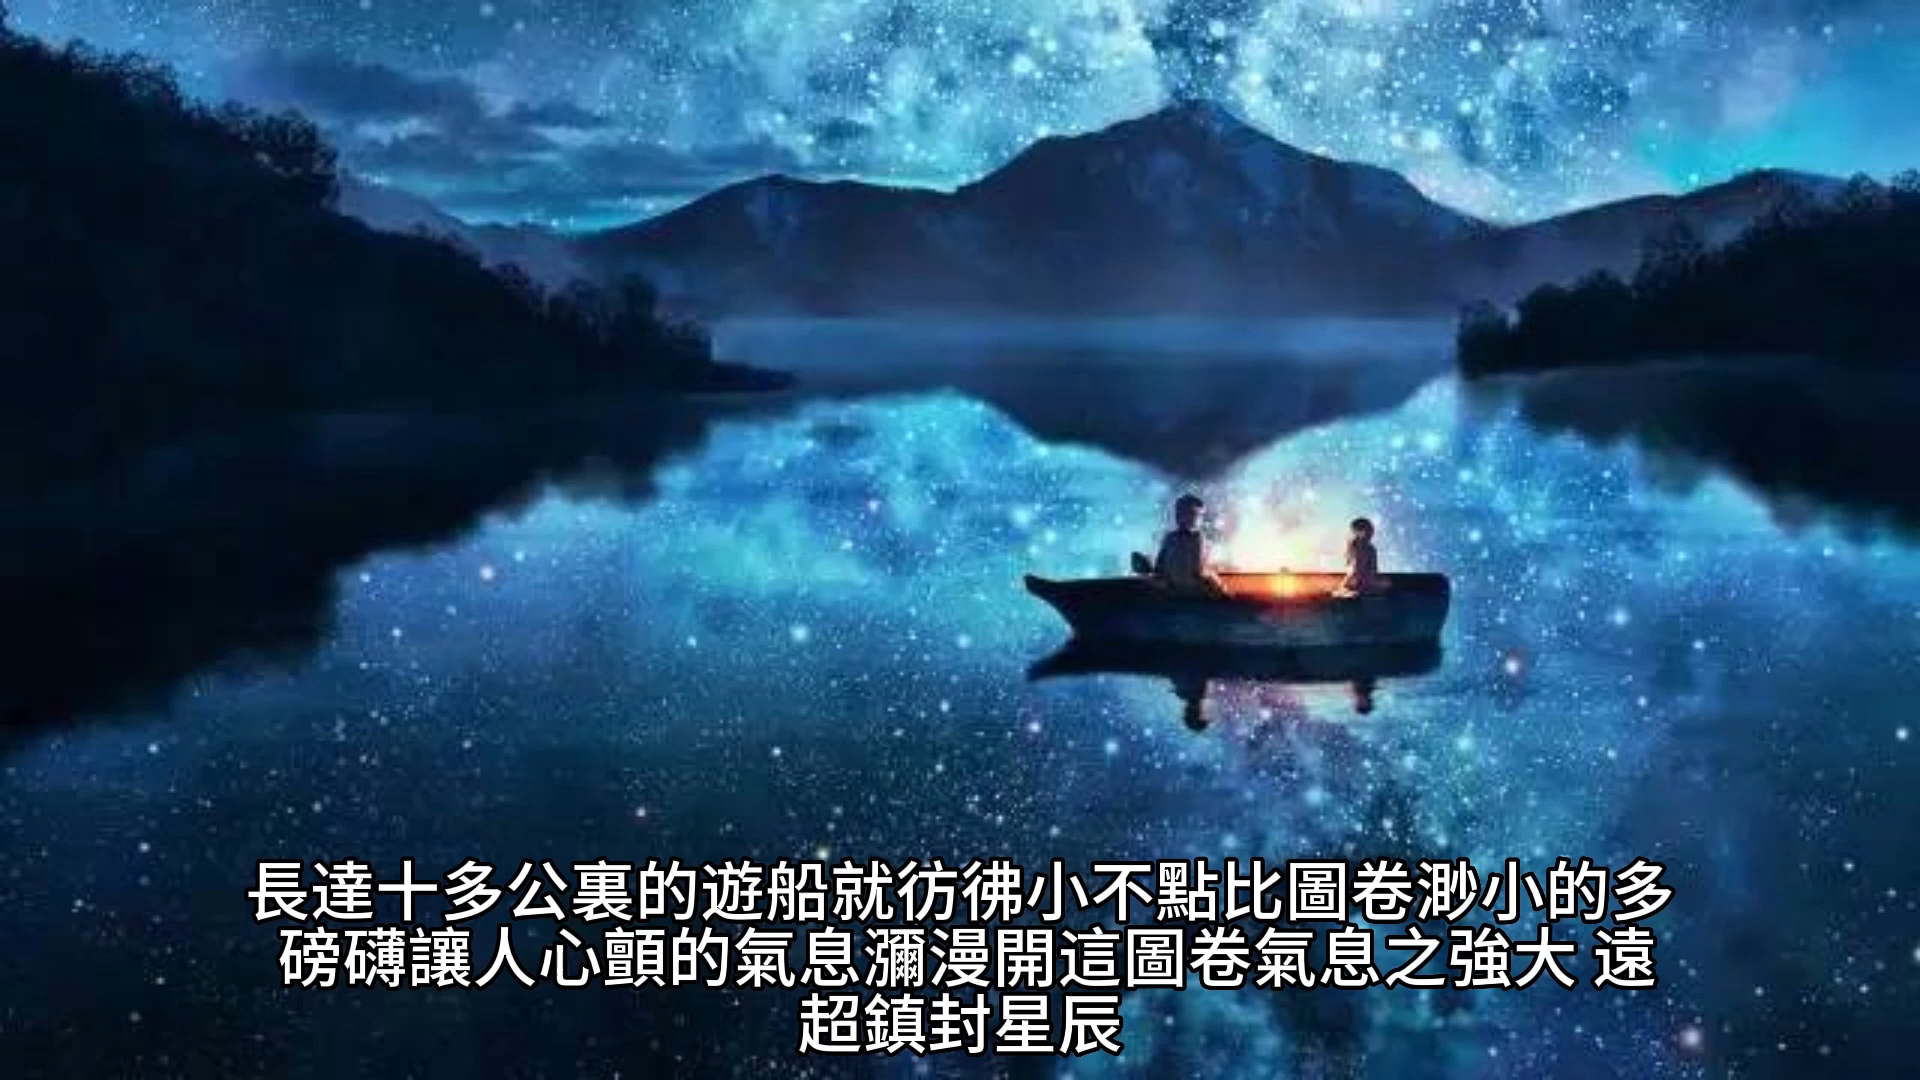 長達十多公裏的遊船就彷彿小不點比圖卷渺小的多
磅礴讓人心顫的氣息瀰漫開這圖卷氣息之強大 遠
超鎮封星辰